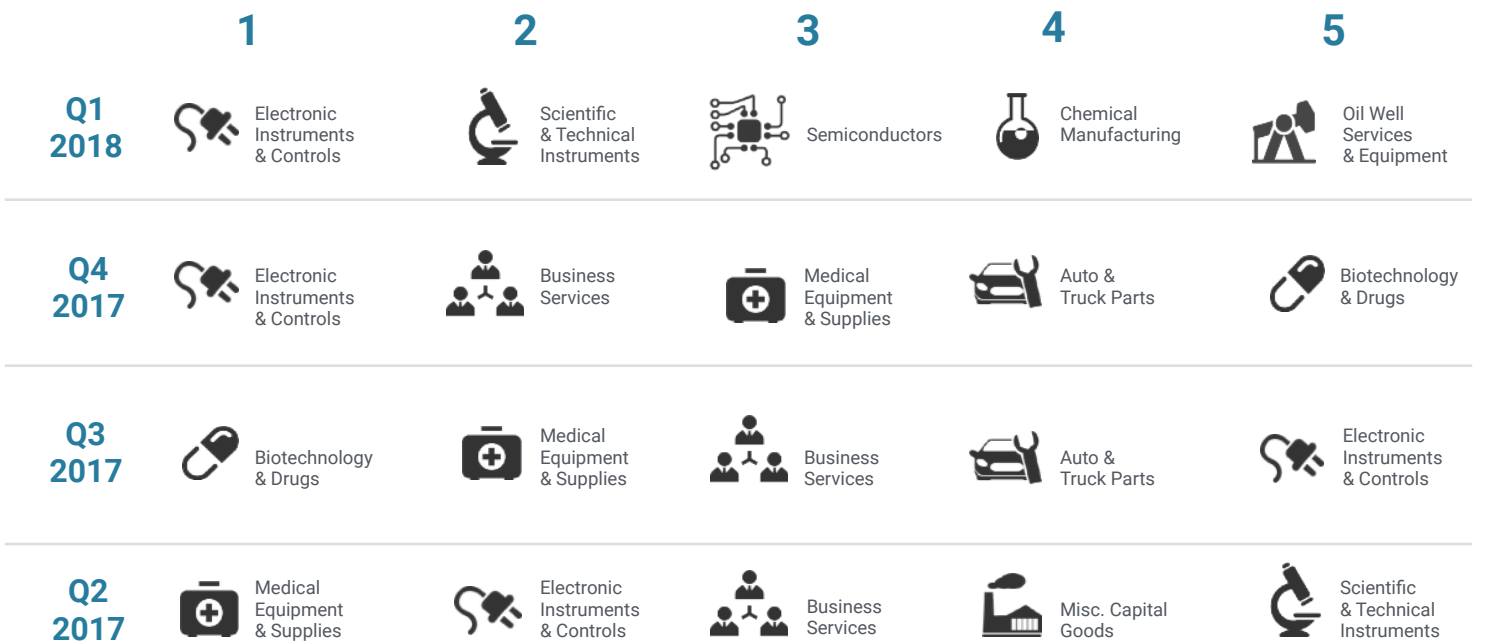 1 2 3 4 5
Q1
2018
Electronic
Instruments
& Controls
Scientific
& Technical
Instruments
Semiconductors
Chemical
Manufacturing
Oil Well
Services
& Equipment
Q4
2017
Electronic
Instruments
& Controls
Business
Services
Medical
Equipment
& Supplies
Auto &
Truck Parts
Biotechnology
& Drugs
Q3
2017
Biotechnology
& Drugs
Medical
Equipment
& Supplies
Business
Services
Auto &
Truck Parts
Electronic
Instruments
& Controls
Q2
2017
Medical
Equipment
& Supplies
Electronic
Instruments
& Controls
Business
Services
Misc. Capital
Goods
Scientific
& Technical
Instruments